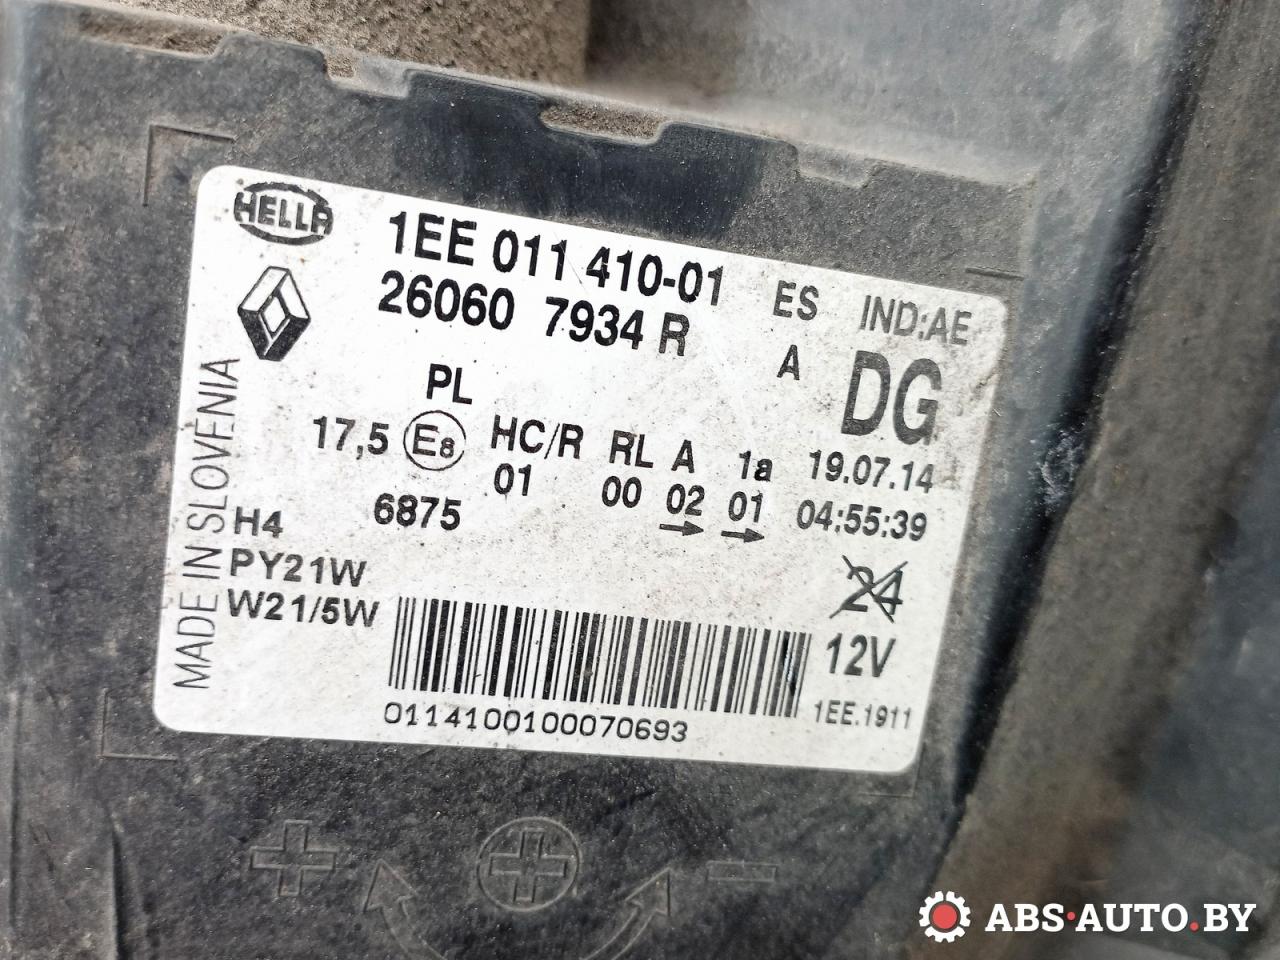 HELLA
1EE 011 410-01 ES IND:AE
26060 7934 R A DG
PL
17,5 E8 HC/R RL A 1a 19.07.14
01 00 02 01 04:55:39
6875
H4
PY21W
W21/5W
24
12V
MADE IN SLOVENIA
011410010007069​3
1EE.1911
ABS·AUTO.BY